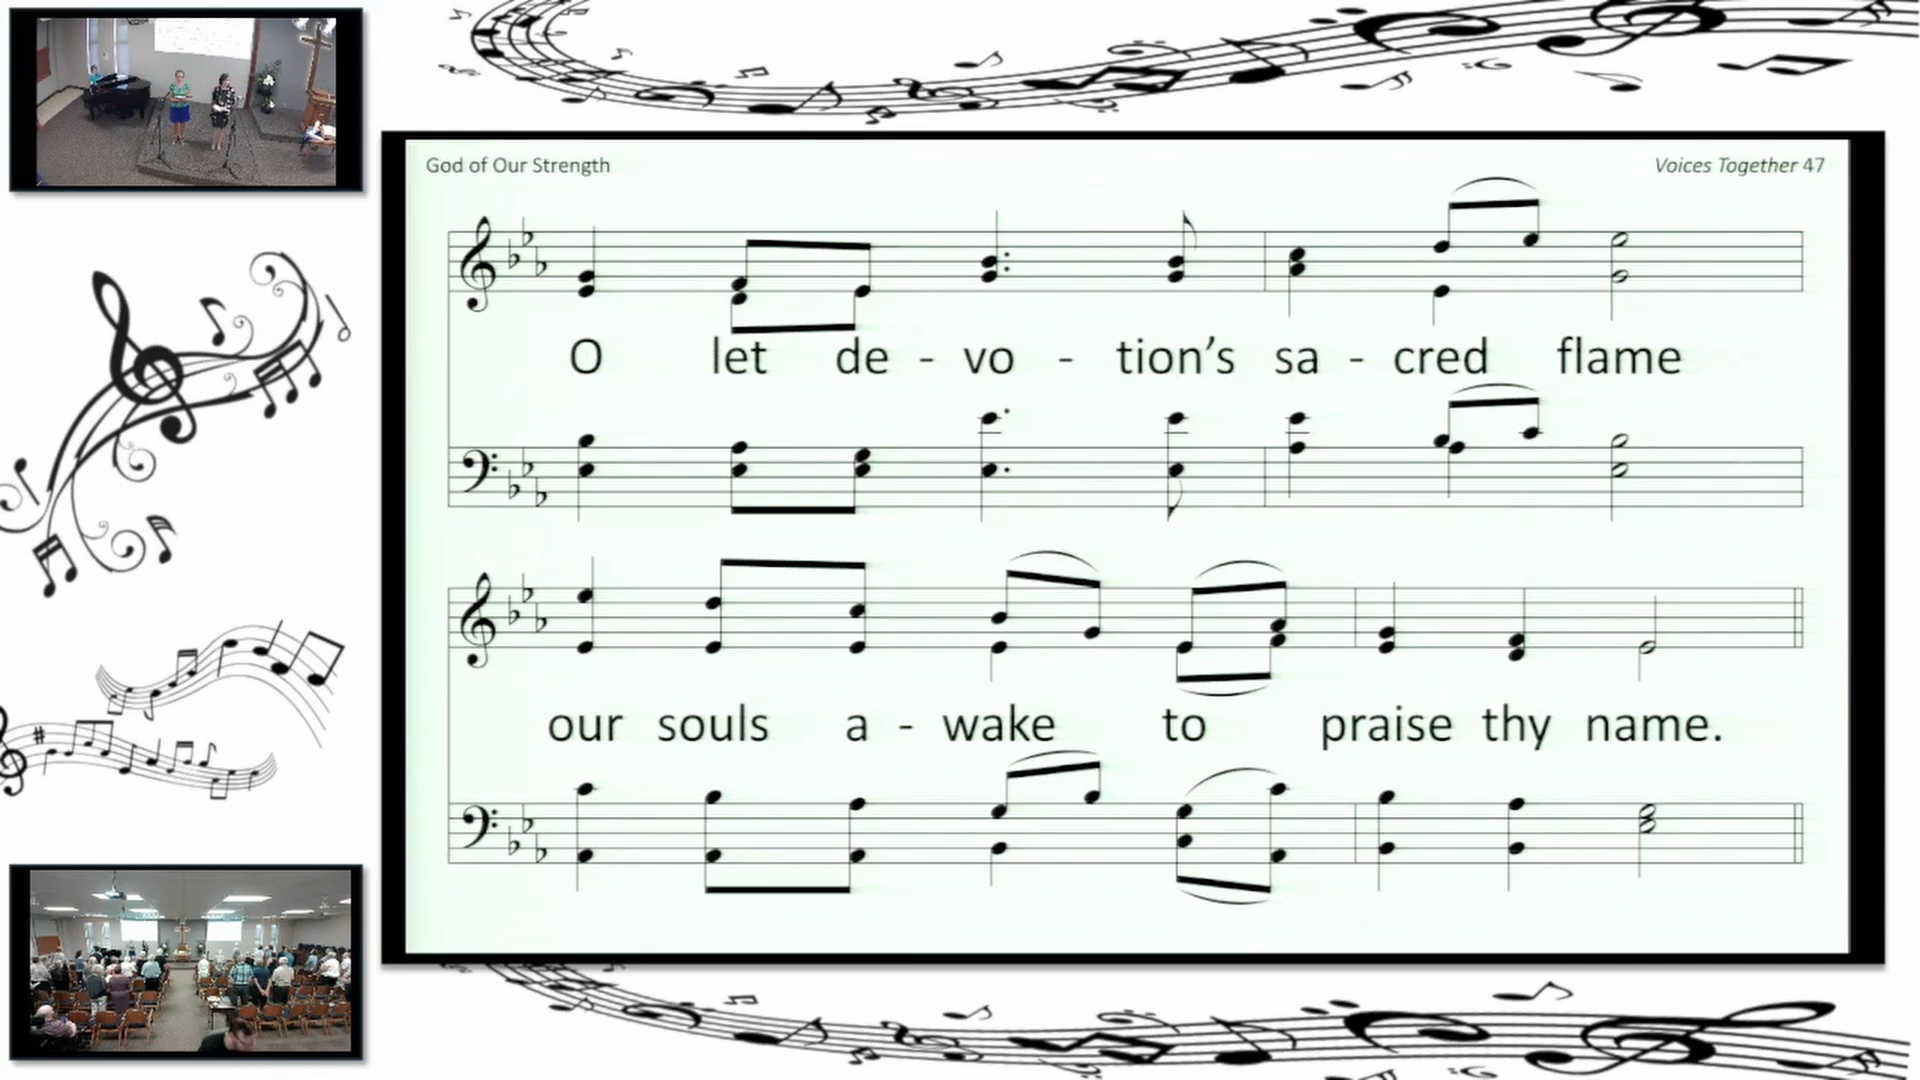 God of Our Strength
Voices Together 47
O let de - vo - tion's sa - cred flame
our souls a - wake to praise thy name.